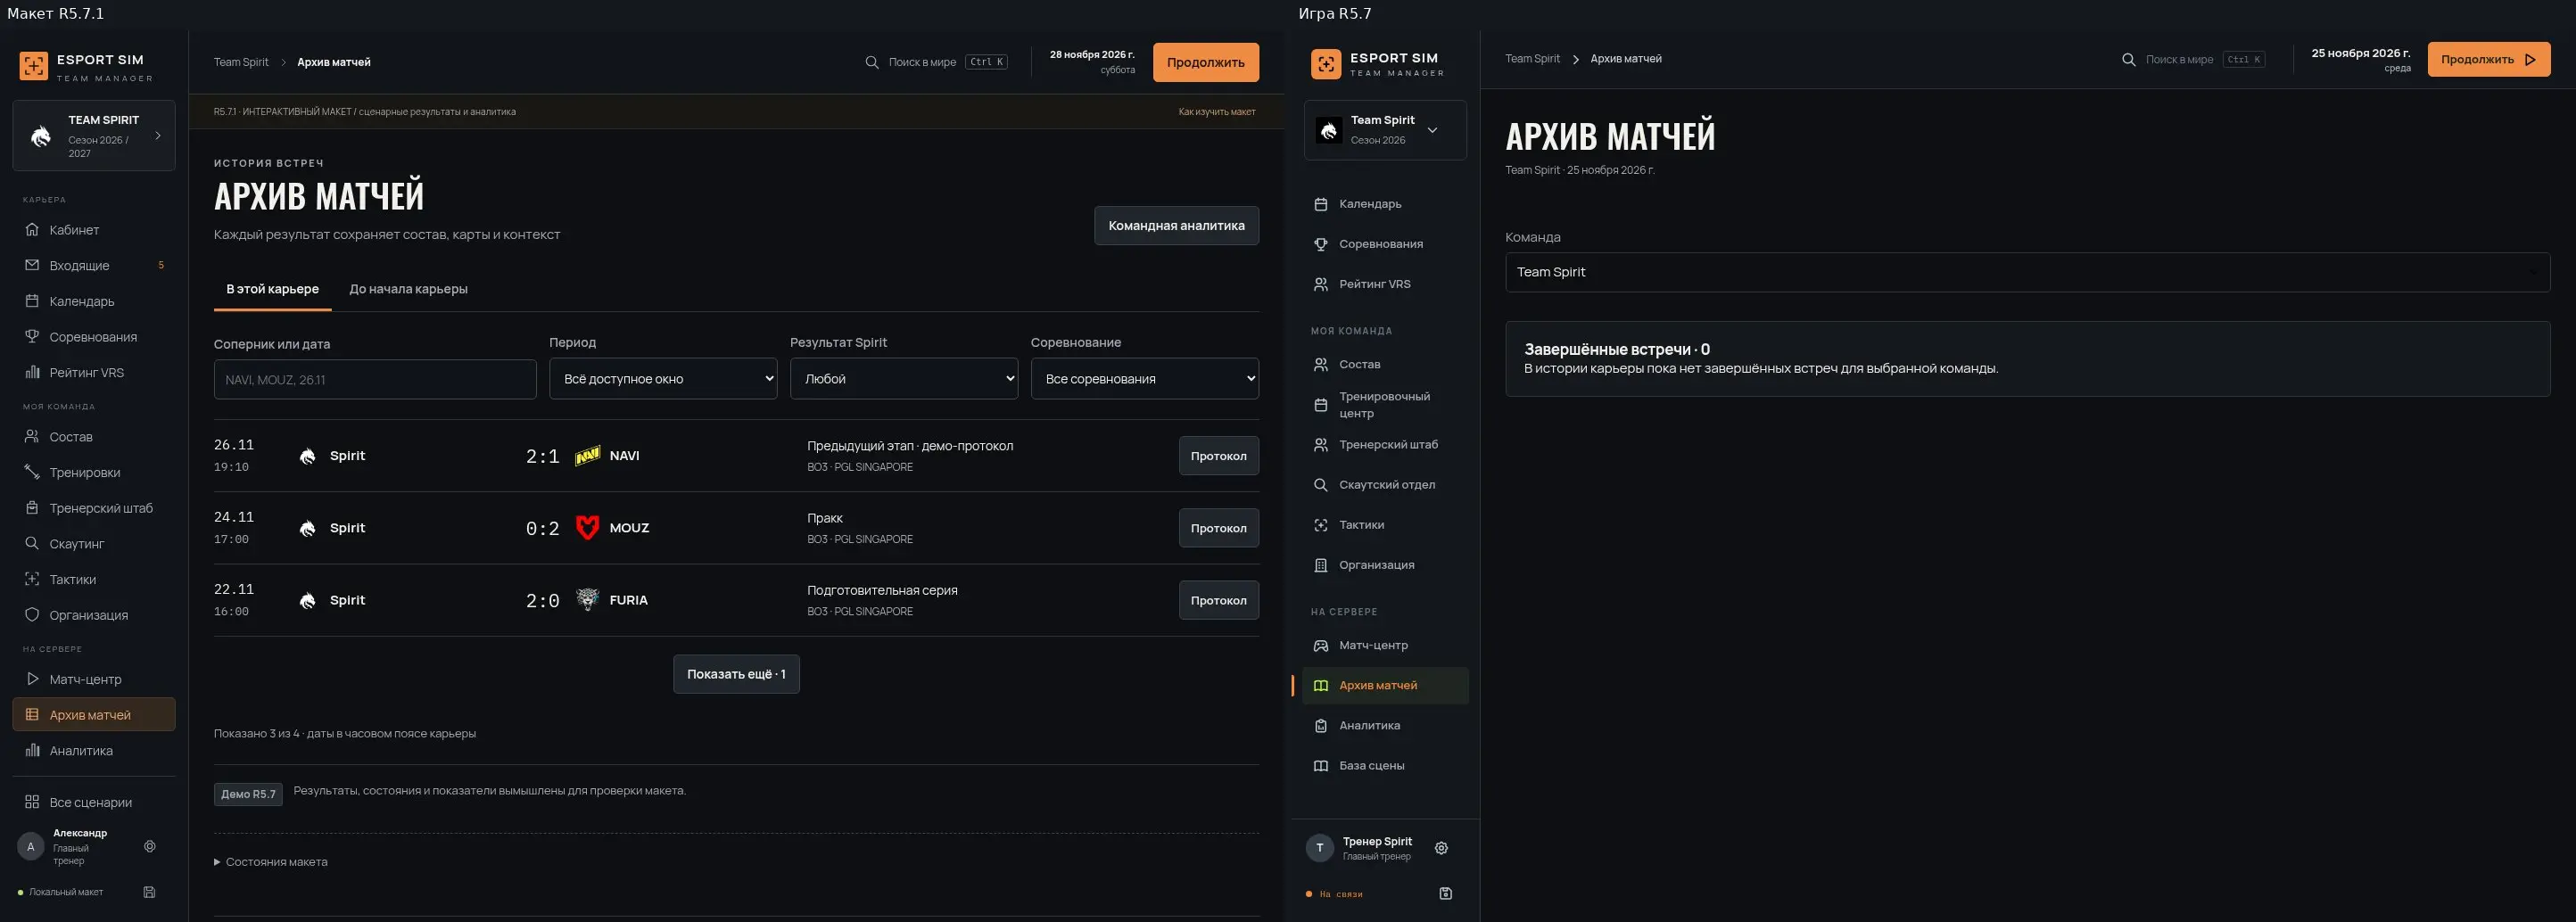 Макет R5.7.1
ESPORT SIM
TEAM MANAGER
TEAM SPIRIT
Сезон 2026 /
2027
КАРЬЕРА
Кабинет
Входящие 5
Календарь
Соревнования
Рейтинг VRS
МОЯ КОМАНДА
Состав
Тренировки
Тренерский штаб
Скаутинг
Тактики
Организация
НА СЕРВЕРЕ
Матч-центр
Архив матчей
Аналитика
Все сценарии
А
Александр
Главный
тренер
Локальный макет
Team Spirit > Архив матчей
Поиск в мире Ctrl K
28 ноября 2026 г.
суббота
Продолжить
R5.7.1 · ИНТЕРАКТИВНЫЙ МАКЕТ / сценарные результаты и аналитика
Как изучить макет
ИСТОРИЯ ВСТРЕЧ
АРХИВ МАТЧЕЙ
Каждый результат сохраняет состав, карты и контекст
Командная аналитика
В этой карьере До начала карьеры
Соперник или дата Период Результат Spirit Соревнование
NAVI, MOUZ, 26.11 Всё доступное окно Любой Все соревнования
26.11
19:10
Spirit 2:1 NAVI NAVI
Предыдущий этап · демо-протокол
BO3 · PGL SINGAPORE
Протокол
24.11
17:00
Spirit 0:2 MOUZ
Пракк
BO3 · PGL SINGAPORE
Протокол
22.11
16:00
Spirit 2:0 FURIA
Подготовительная серия
BO3 · PGL SINGAPORE
Протокол
Показать ещё · 1
Показано 3 из 4 · даты в часовом поясе карьеры
Демо R5.7 Результаты, состояния и показатели вымышлены для проверки макета.
Состояния макета
Игра R5.7
ESPORT SIM
TEAM MANAGER
Team Spirit
Сезон 2026
Календарь
Соревнования
Рейтинг VRS
МОЯ КОМАНДА
Состав
Тренировочный
центр
Тренерский штаб
Скаутский отдел
Тактики
Организация
НА СЕРВЕРЕ
Матч-центр
Архив матчей
Аналитика
База сцены
Т
Тренер Spirit
Главный тренер
На связи
Team Spirit > Архив матчей
Поиск в мире Ctrl K
25 ноября 2026 г.
среда
Продолжить
АРХИВ МАТЧЕЙ
Team Spirit · 25 ноября 2026 г.
Команда
Team Spirit
Завершённые встречи · 0
В истории карьеры пока нет завершённых встреч для выбранной команды.